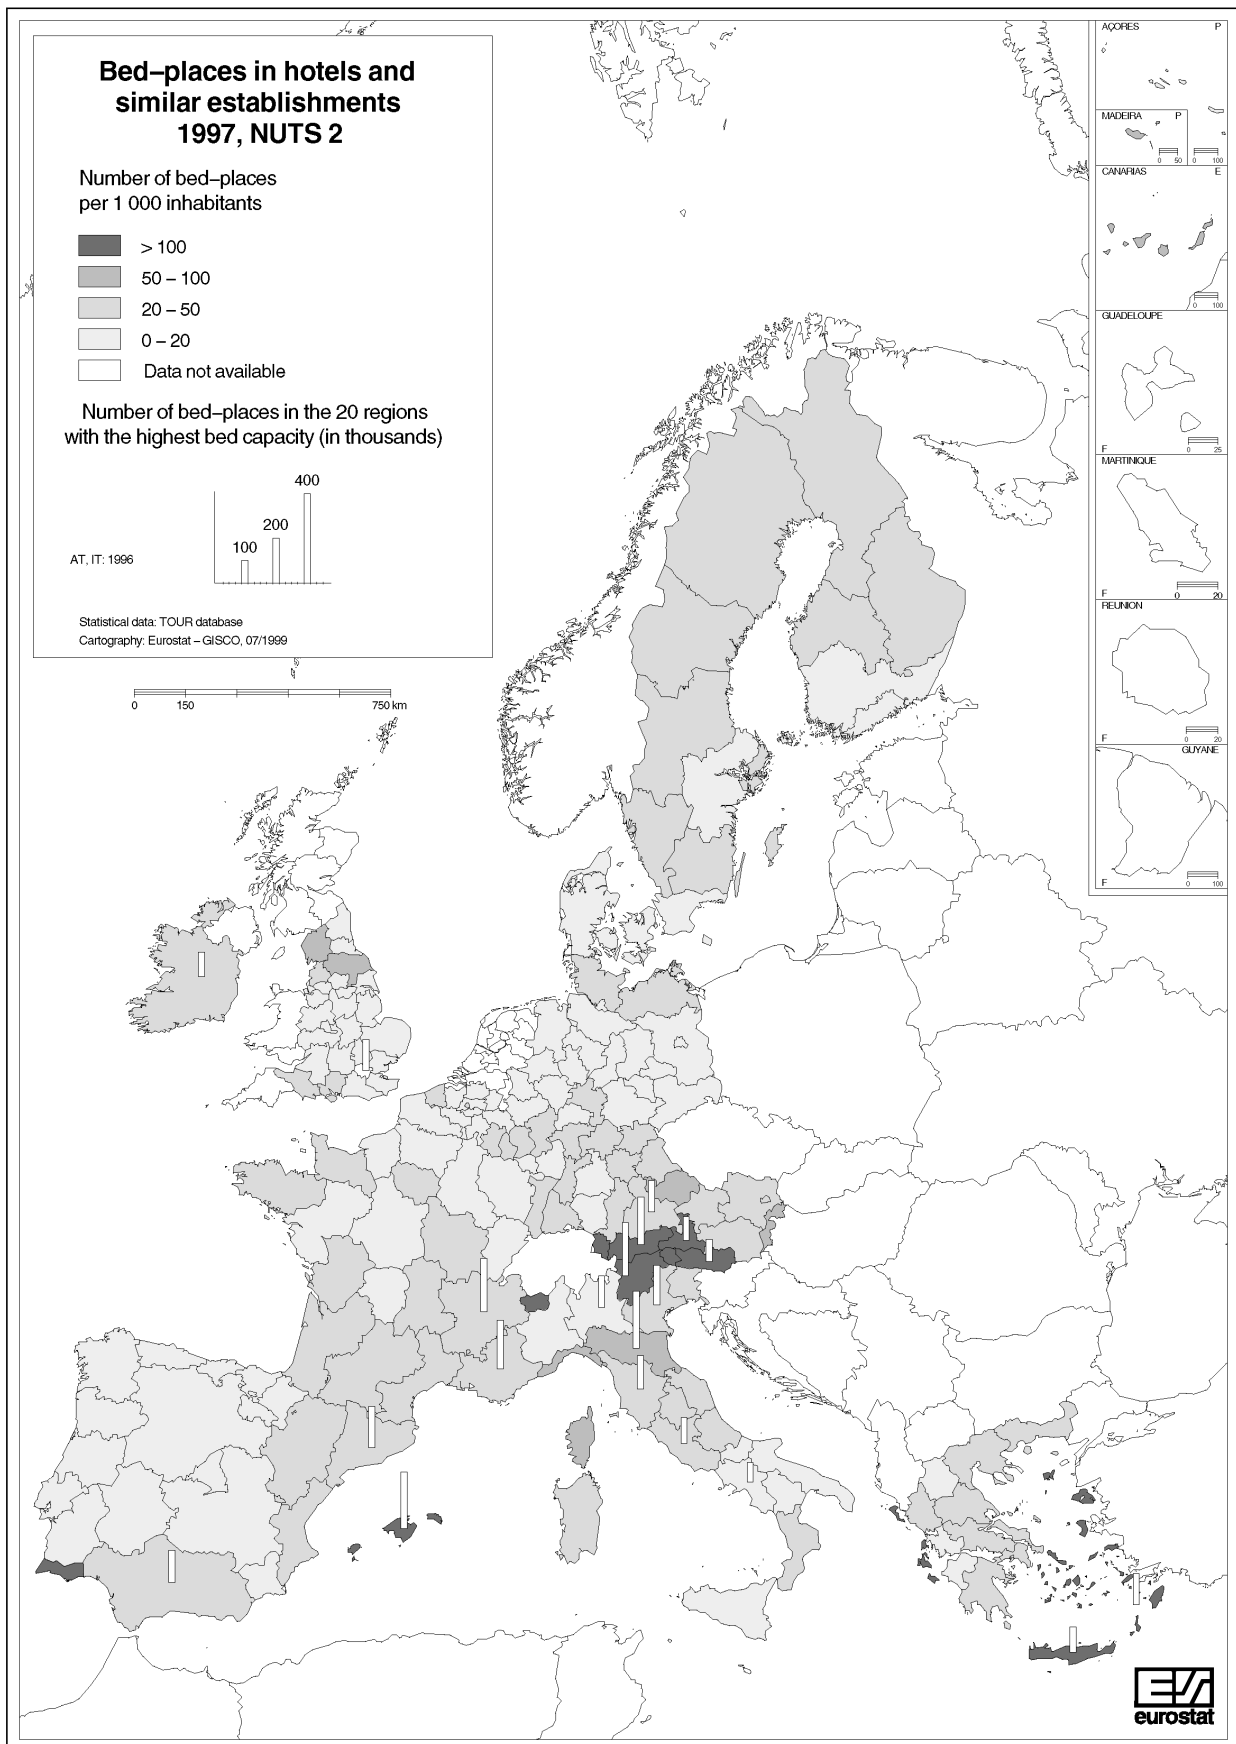 Bed–places in hotels and
similar establishments
1997, NUTS 2
Number of bed–places
per 1 000 inhabitants
> 100
50 – 100
20 – 50
0 – 20
Data not available
Number of bed–places in the 20 regions
with the highest bed capacity (in thousands)
400
200
100
AT, IT: 1996
Statistical data: TOUR database
Cartography: Eurostat – GISCO, 07/1999
0 150 750 km
AÇORES P
MADEIRA P
0 50 0 100
CANARIAS E
0 100
GUADELOUPE
F 0 25
MARTINIQUE
F 0 20
REUNION
F 0 20
GUYANE
F 0 100
eurostat